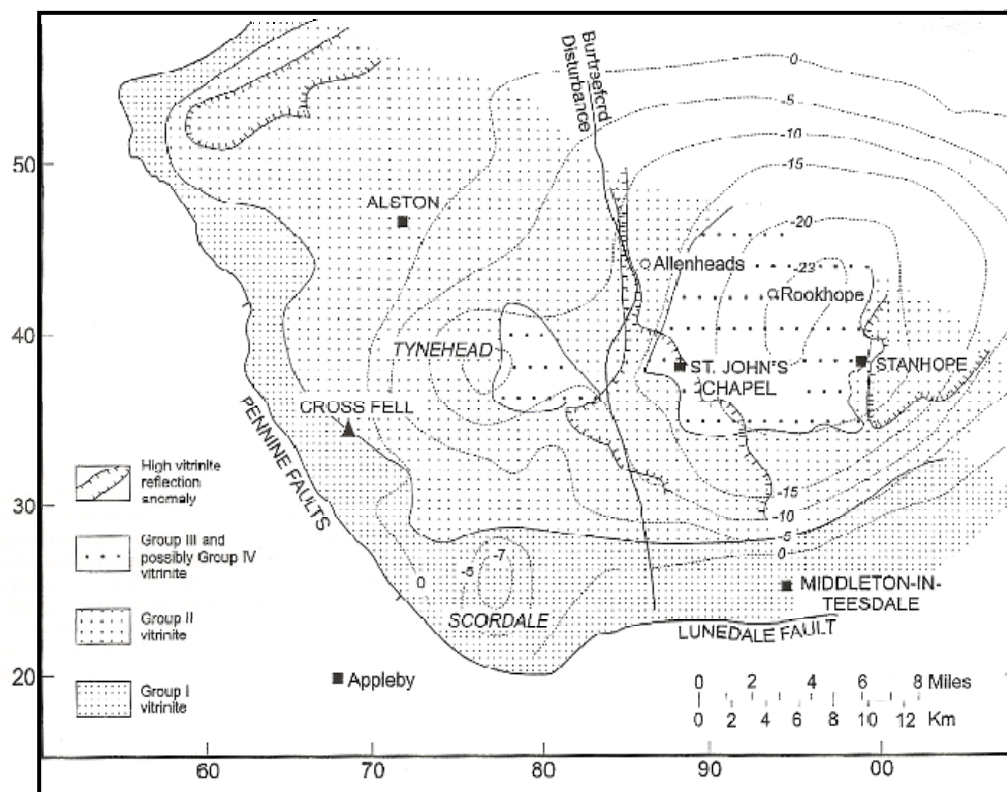 Burtreeford
Disturbance
0
-5
-10
-15
-20
-23
50
40
30
20
ALSTON
Allenheads
Rookhope
TYNEHEAD
ST. JOHN'S
CHAPEL
STANHOPE
CROSS FELL
PENNINE FAULTS
High vitrinite
reflection
anomaly
Group III and
possibly Group IV
vitrinite
Group II
vitrinite
Group I
vitrinite
-15
-10
-5
0
0
-5
-7
SCORDALE
MIDDLETON-IN-
TEESDALE
LUNEDALE FAULT
Appleby
0 2 4 6 8 Miles
0 2 4 6 8 10 12 Km
60 70 80 90 00